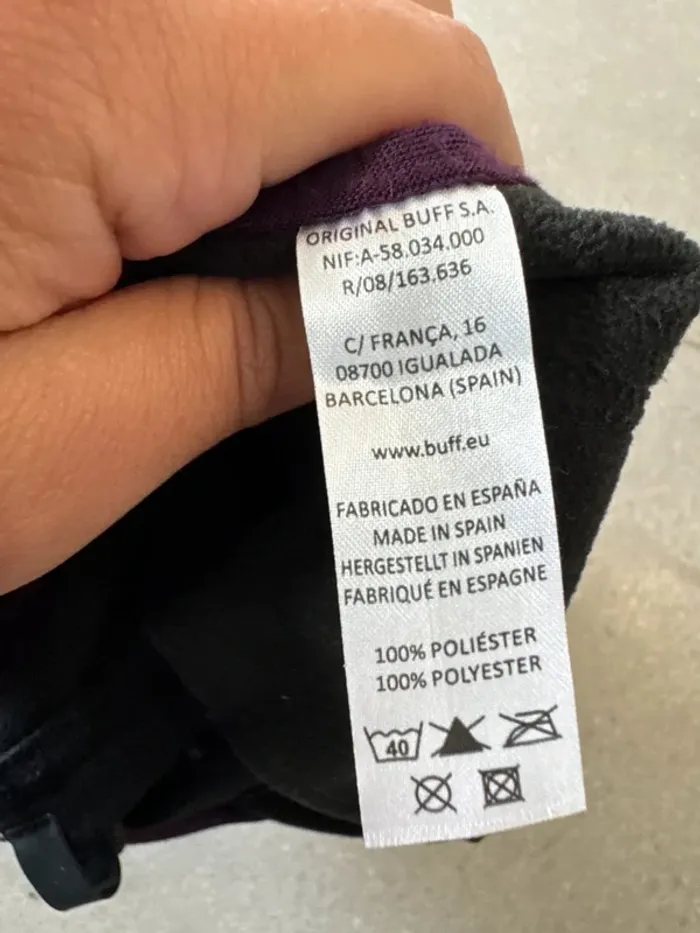 ORIGINAL BUFF S.A.
NIF:A-58.034.000
R/08/163.636
C/ FRANÇA, 16
08700 IGUALADA
BARCELONA (SPAIN)
www.buff.eu
FABRICADO EN ESPAÑA
MADE IN SPAIN
HERGESTELLT IN SPANIEN
FABRIQUÉ EN ESPAGNE
100% POLIÉSTER
100% POLYESTER
40